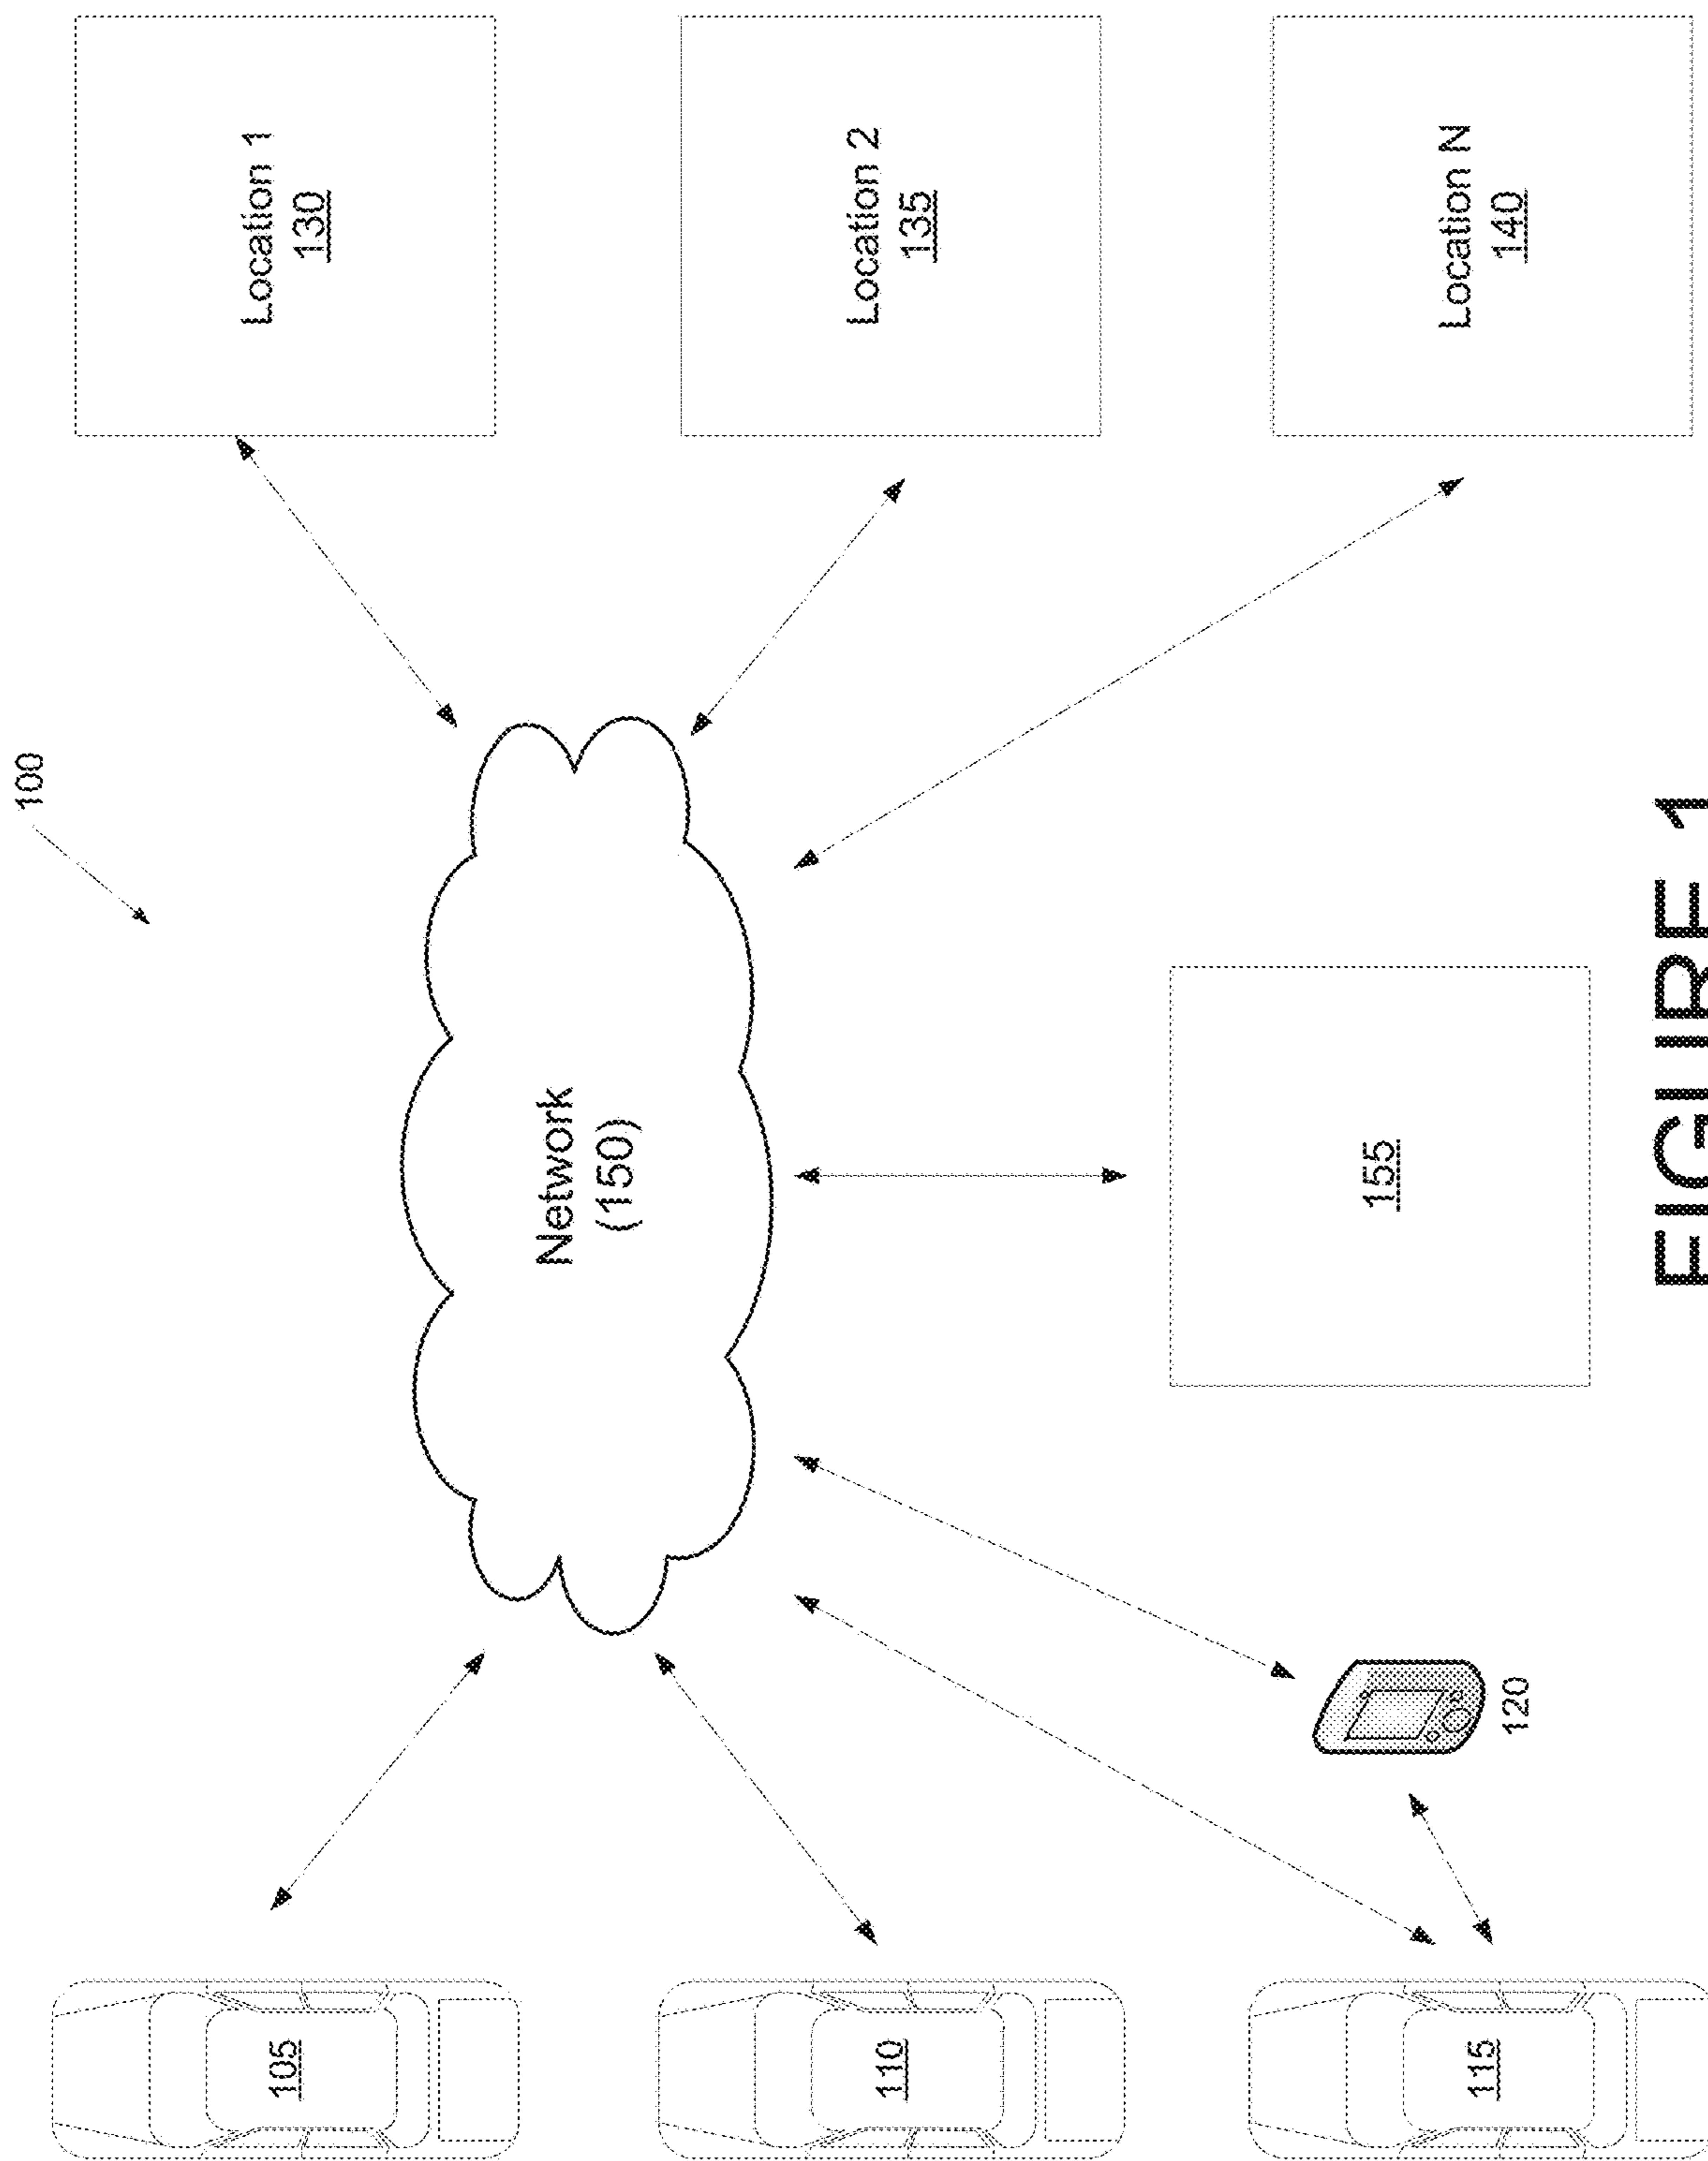 100
105
110
115
120
Network
(150)
155
Location 1
130
Location 2
135
Location N
140
FIGURE 1